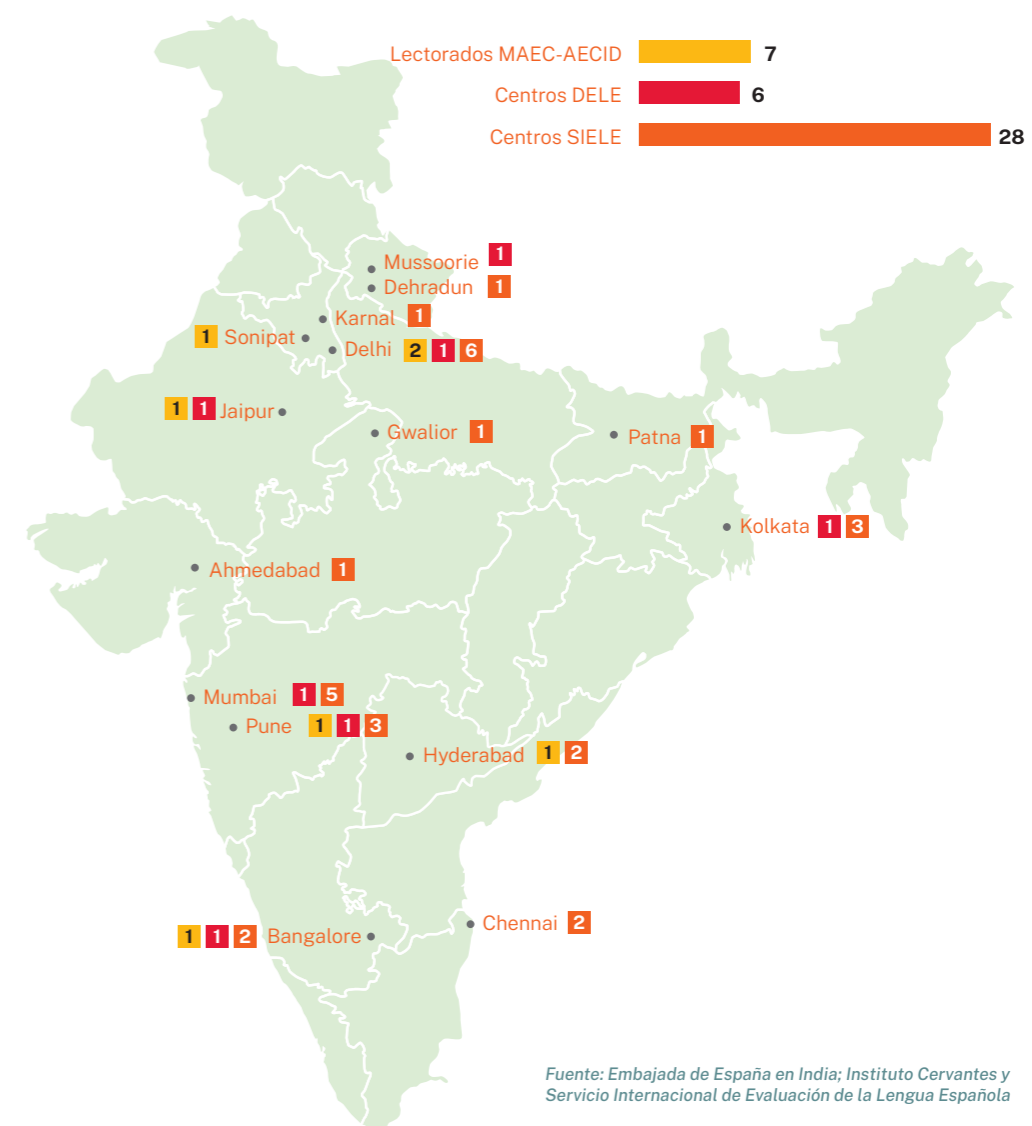 Lectorados MAEC-AECID 7
Centros DELE 6
Centros SIELE 28
Mussoorie 1
Dehradun 1
Karnal 1
1 Sonipat
Delhi 2 1 6
1 1 Jaipur
Gwalior 1
Patna 1
Kolkata 1 3
Ahmedabad 1
Mumbai 1 5
Pune 1 1 3
Hyderabad 1 2
Chennai 2
1 1 2 Bangalore
Fuente: Embajada de España en India; Instituto Cervantes y
Servicio Internacional de Evaluación de la Lengua Española